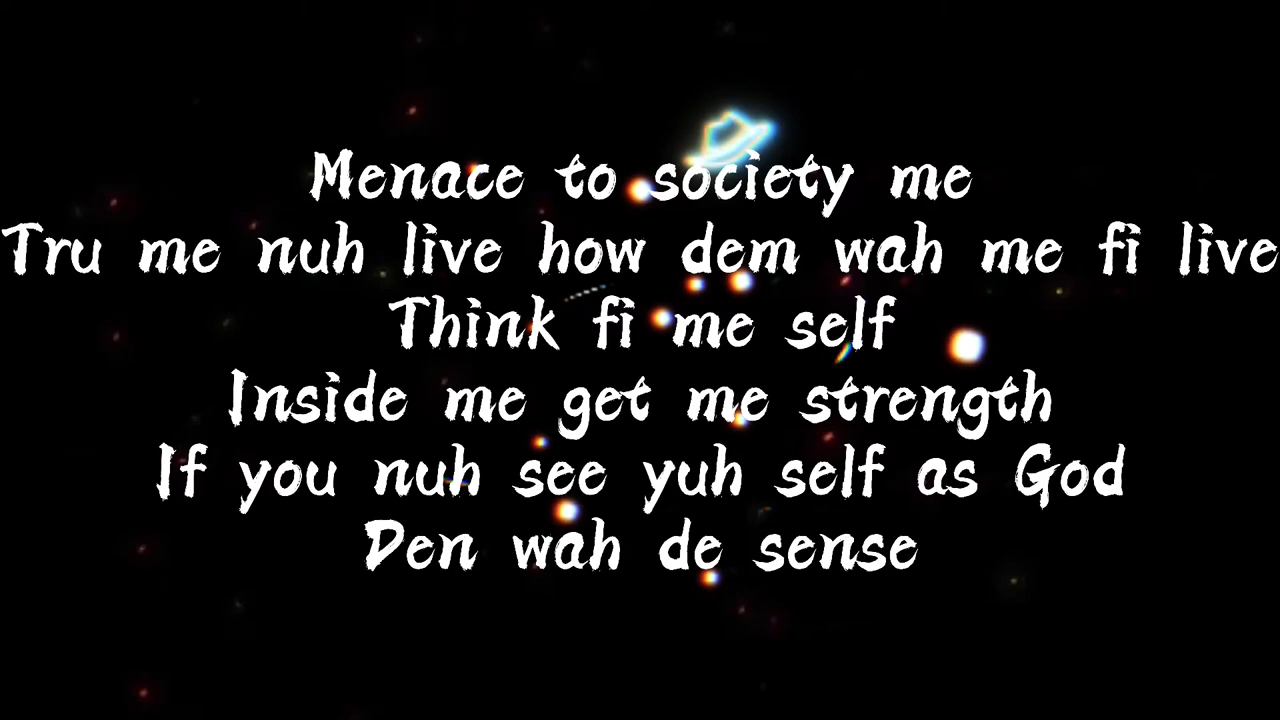 Menace to society me
Tru me nuh live how dem wah me fi live
Think fi me self
Inside me get me strength
If you nuh see yuh self as God
Den wah de sense